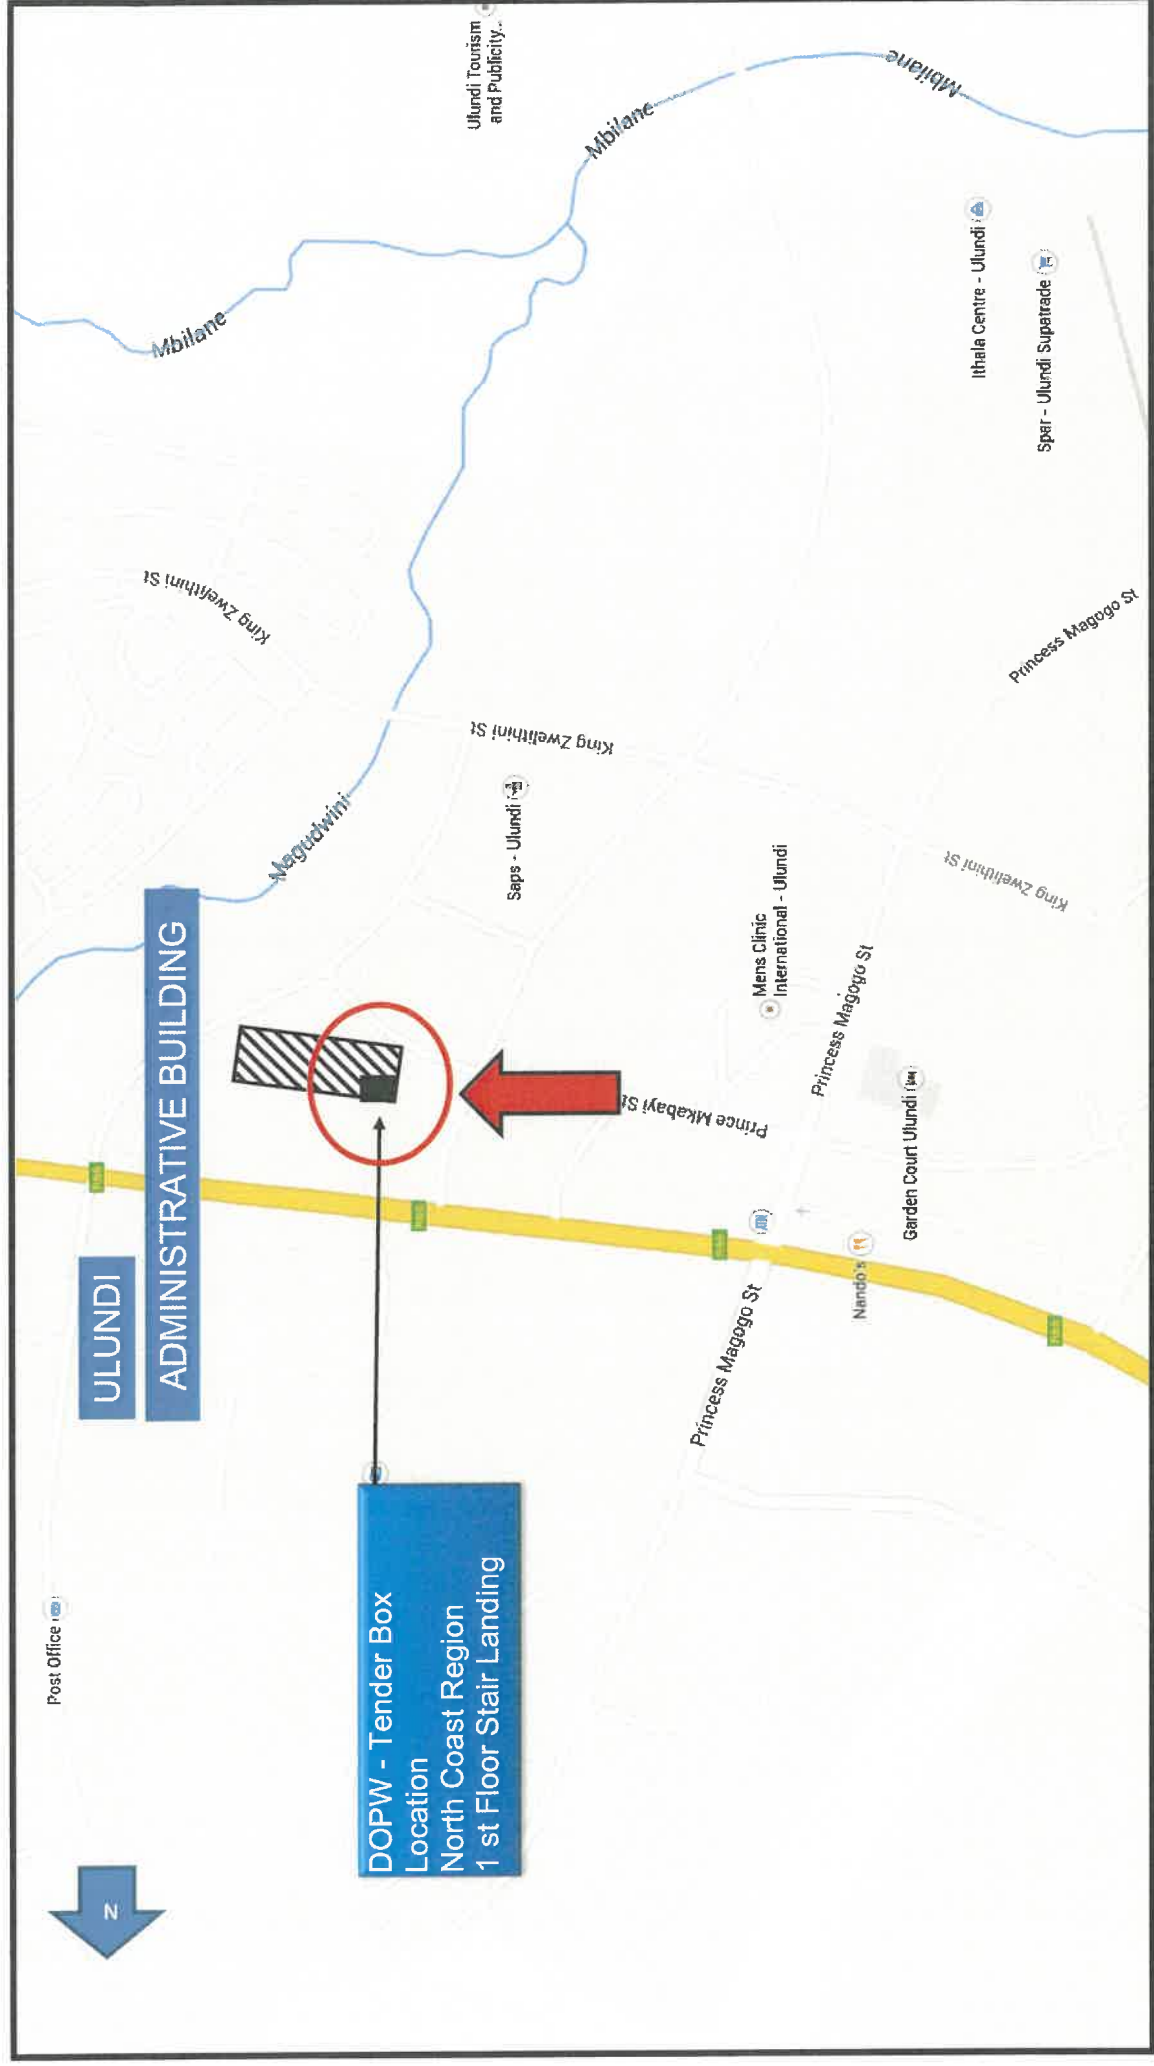 Post Office
N
ULUNDI
ADMINISTRATIVE BUILDING
Mbilane
King Zwelithini St
Magudwini
DOPW - Tender Box
Location
North Coast Region
1 st Floor Stair Landing
Ulundi Tourism
and Publicity..
Saps - Ulundi
King Zwelithini St
Mbilane
Prince Mkabayi St
Princess Magogo St
Mens Clinic
International - Ulundi
Princess Magogo St
Nando's
Garden Court Ulundi
Mbilane
Ithala Centre - Ulundi
King Zwelithini St
Spar - Ulundi Supatrade
Princess Magogo St